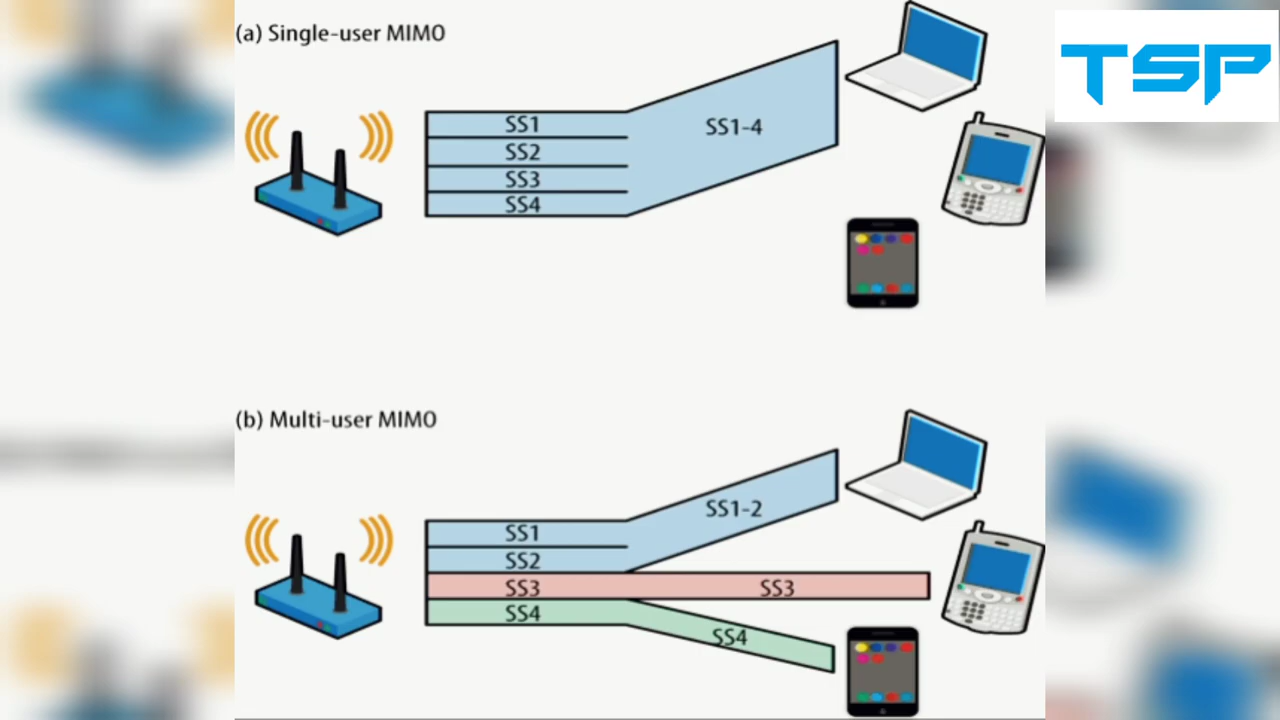 (a) Single-user MIMO
TSP
SS1
SS2
SS3
SS4
SS1-4
(b) Multi-user MIMO
SS1
SS2
SS3
SS4
SS1-2
SS3
SS4